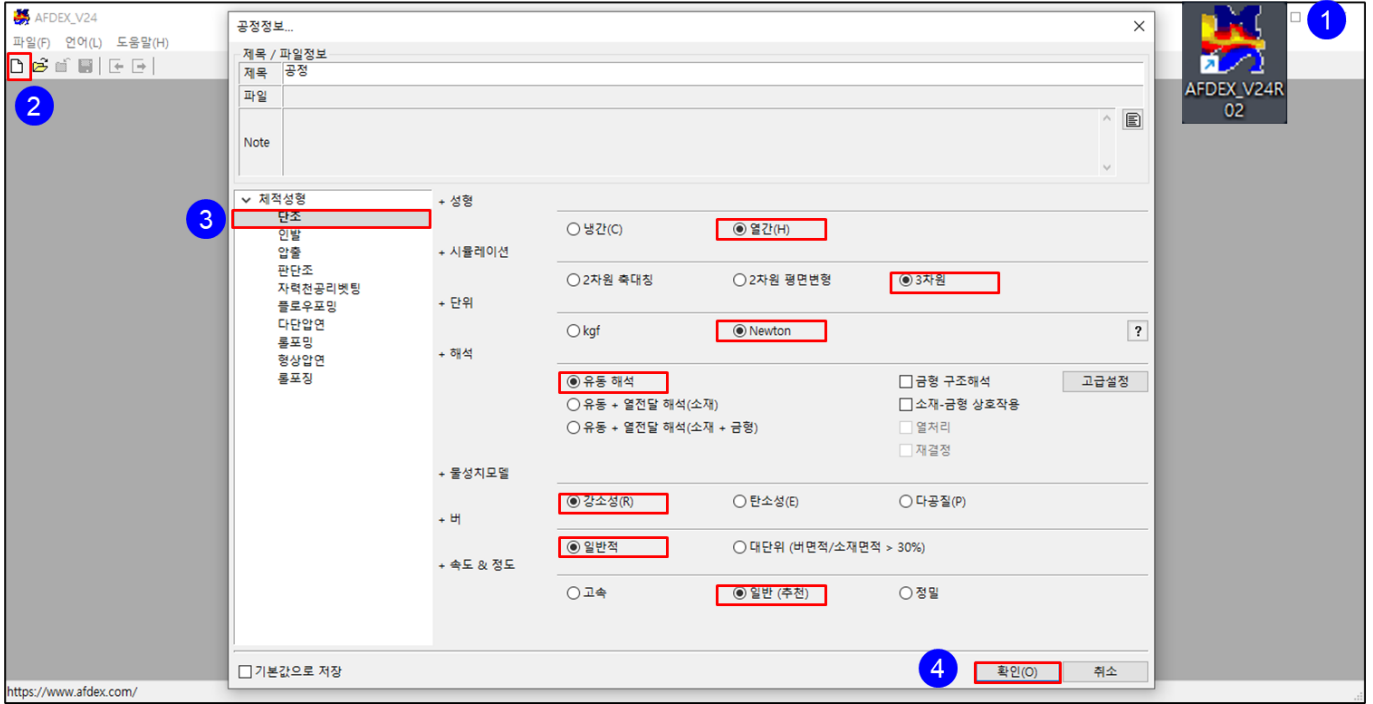 AFDEX_V24
파일(F) 언어(L) 도움말(H)
2
1
AFDEX_V24R
02
공정정보...
제목 / 파일정보
제목 공정
파일
Note
3
체적성형
단조
인발
압출
판단조
자력천공리벳팅
플로우포밍
다단압연
롤포밍
형상압연
롤포징
+ 성형
냉간(C) 열간(H)
+ 시뮬레이션
2차원 축대칭 2차원 평면변형 3차원
+ 단위
kgf Newton ?
+ 해석
유동 해석 금형 구조해석 고급설정
유동 + 열전달 해석(소재) 소재-금형 상호작용
유동 + 열전달 해석(소재 + 금형) 열처리
재결정
+ 물성치모델
강소성(R) 탄소성(E) 다공질(P)
+ 버
일반적 대단위 (버면적/소재면적 > 30%)
+ 속도 & 정도
고속 일반 (추천) 정밀
기본값으로 저장 4 확인(O) 취소
https://www.afdex.com/